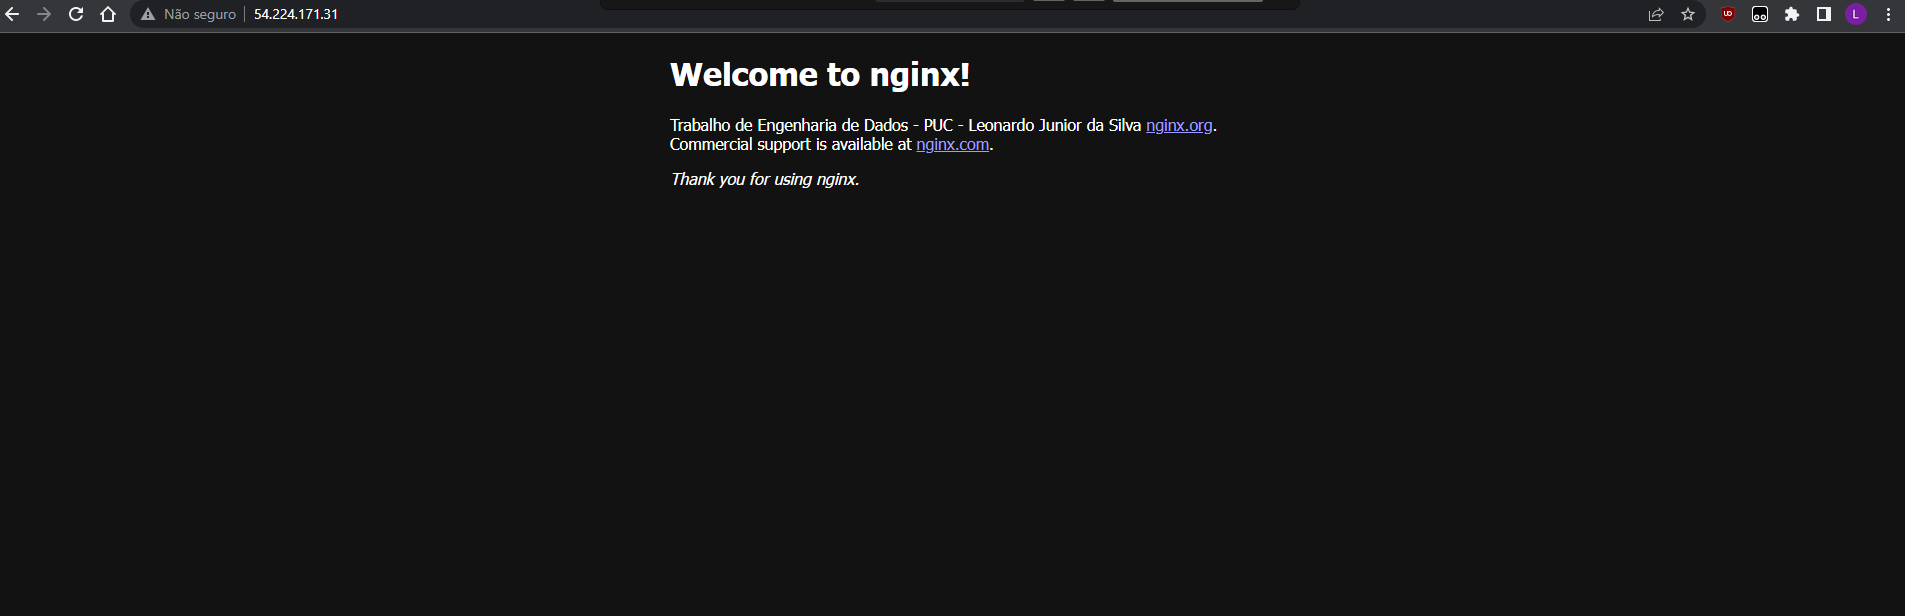 Não seguro 54.224.171.31
UD
L
Welcome to nginx!
Trabalho de Engenharia de Dados - PUC - Leonardo Junior da Silva nginx.org.
Commercial support is available at nginx.com.
Thank you for using nginx.